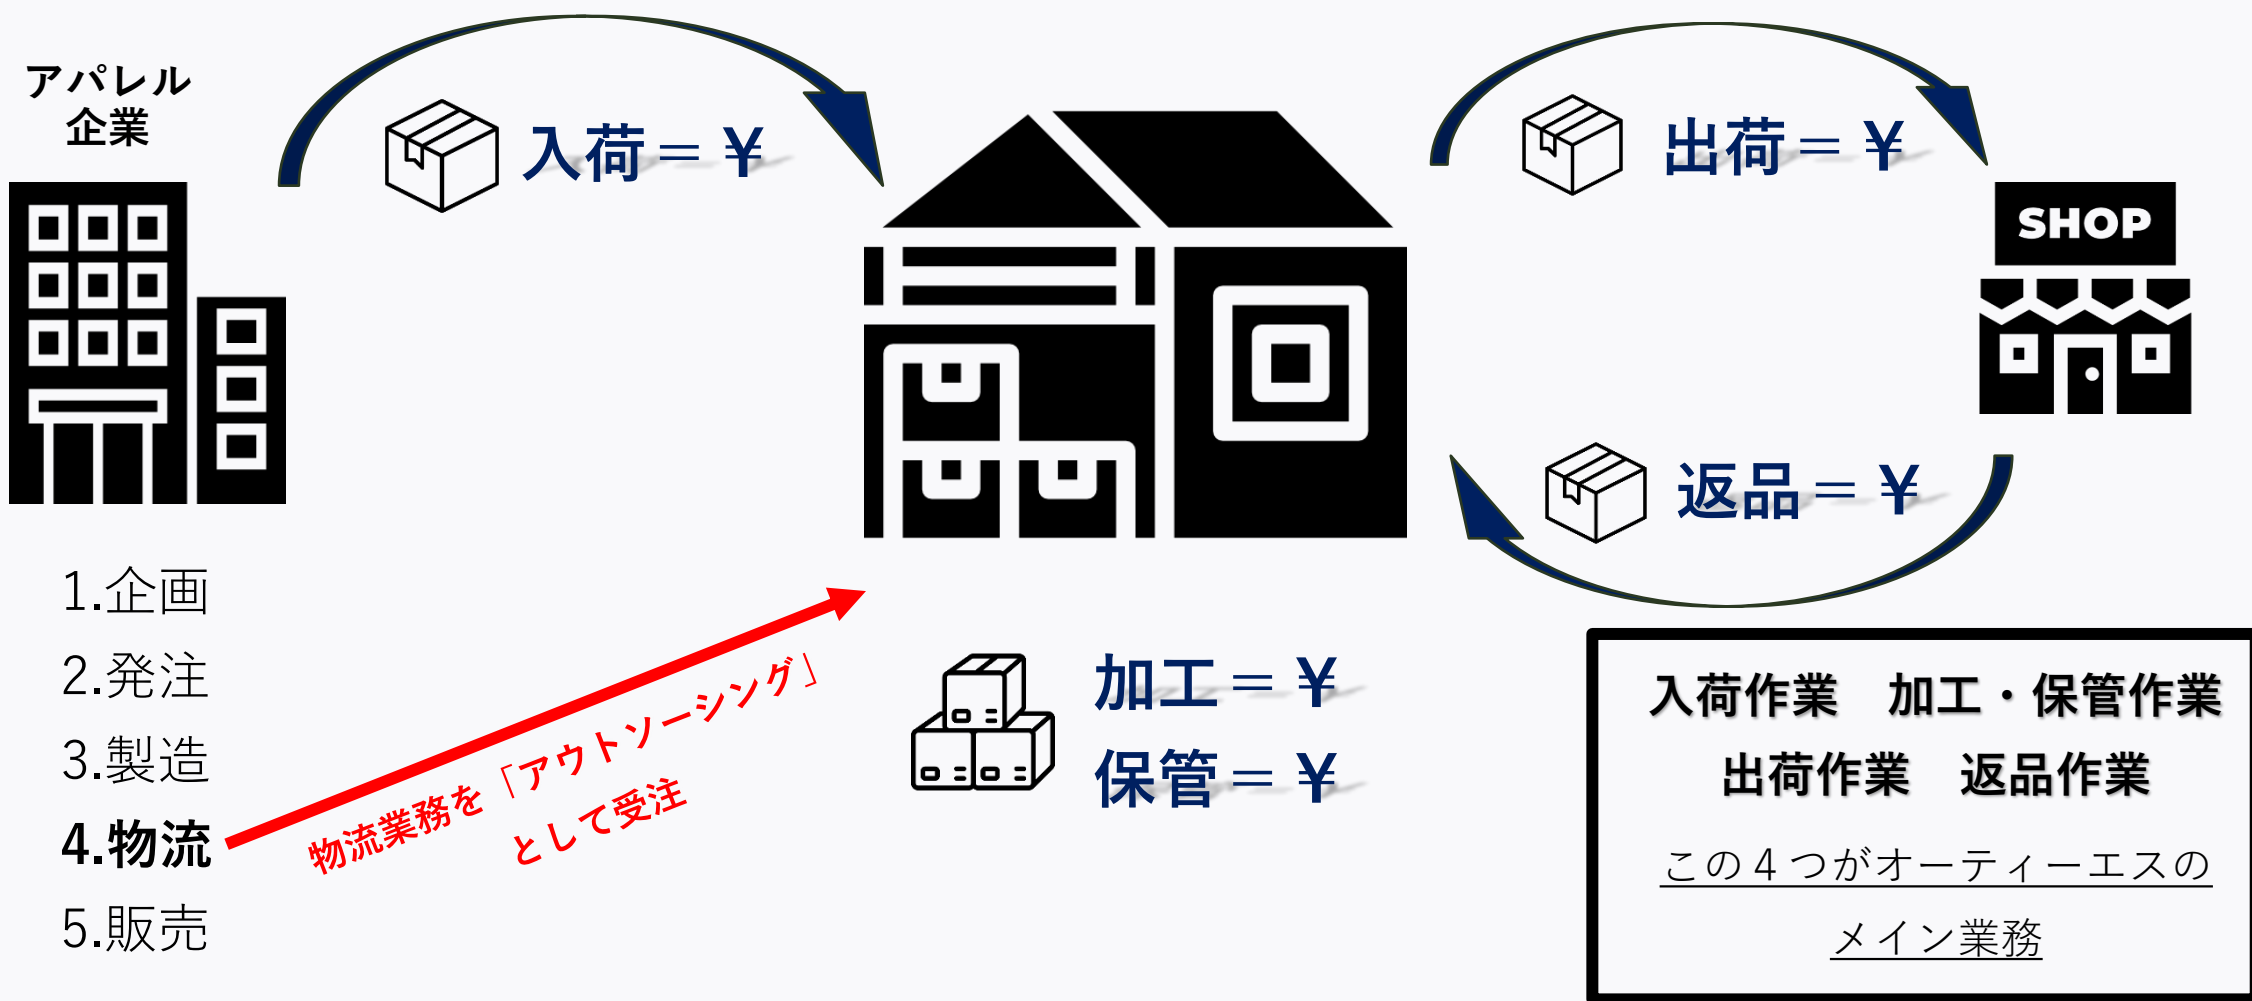 アパレル
企業
入荷＝￥
出荷＝￥
SHOP
返品＝￥
1.企画
2.発注
3.製造
4.物流
5.販売
物流業務を「アウトソーシング」
として受注
加工＝￥
保管＝￥
入荷作業　加工・保管作業
出荷作業　返品作業
この４つがオーティーエスの
メイン業務